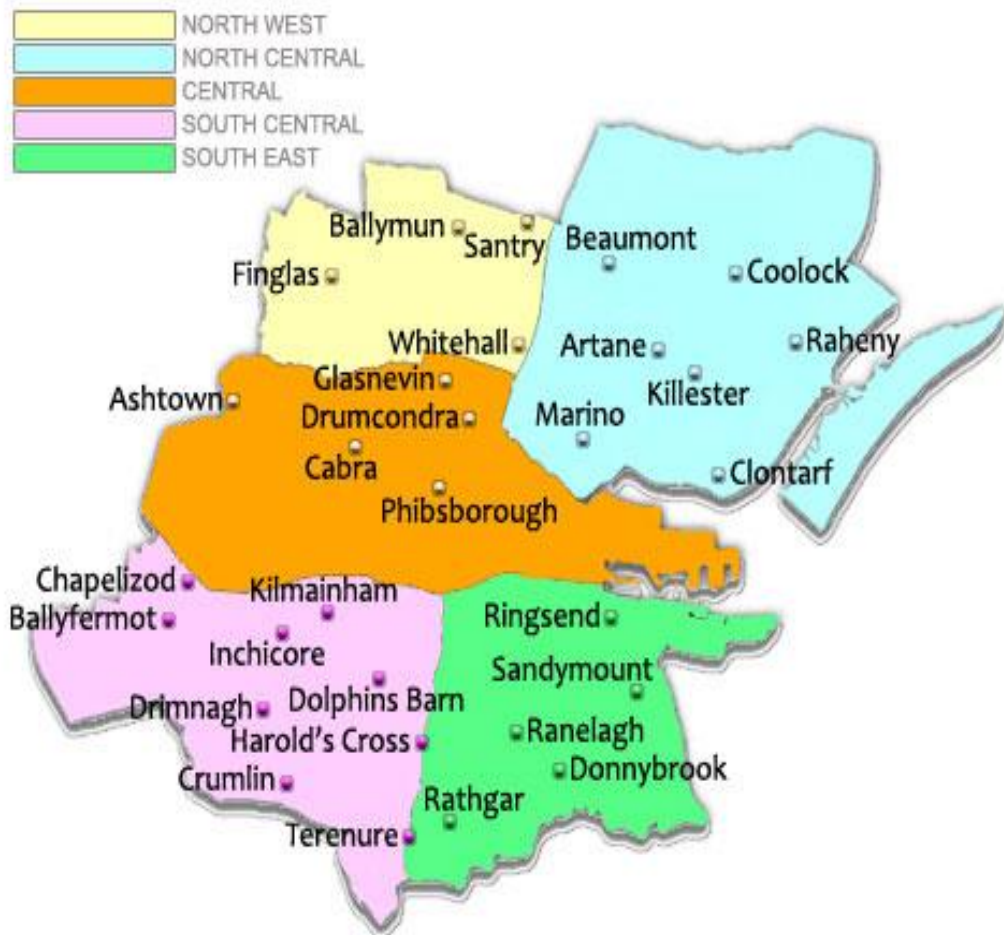 NORTH WEST
NORTH CENTRAL
CENTRAL
SOUTH CENTRAL
SOUTH EAST
Ballymun
Santry
Beaumont
Finglas
Coolock
Whitehall
Artane
Raheny
Glasnevin
Killester
Ashtown
Drumcondra
Marino
Cabra
Clontarf
Phibsborough
Chapelizod
Kilmainham
Ballyfermot
Ringsend
Inchicore
Sandymount
Dolphins Barn
Drimnagh
Ranelagh
Harold's Cross
Donnybrook
Crumlin
Rathgar
Terenure